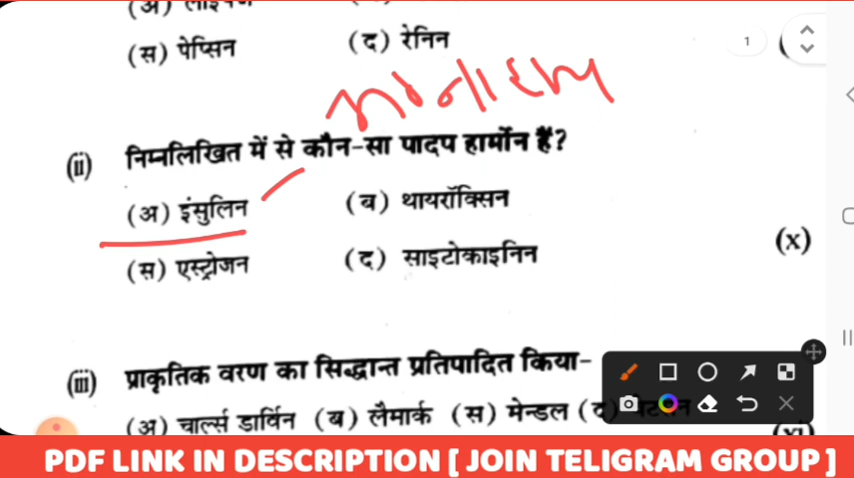 (स) पेप्सिन (द) रेनिन
1
(ii) निम्नलिखित में से कौन-सा पादप हार्मोन हैं?
(अ) इंसुलिन (ब) थायरॉक्सिन
(स) एस्ट्रोजन (द) साइटोकाइनिन
(x)
(iii) प्राकृतिक वरण का सिद्धान्त प्रतिपादित किया-
(अ) चार्ल्स डार्विन (ब) लैमार्क (स) मेन्डल (द)
PDF LINK IN DESCRIPTION [ JOIN TELIGRAM GROUP ]